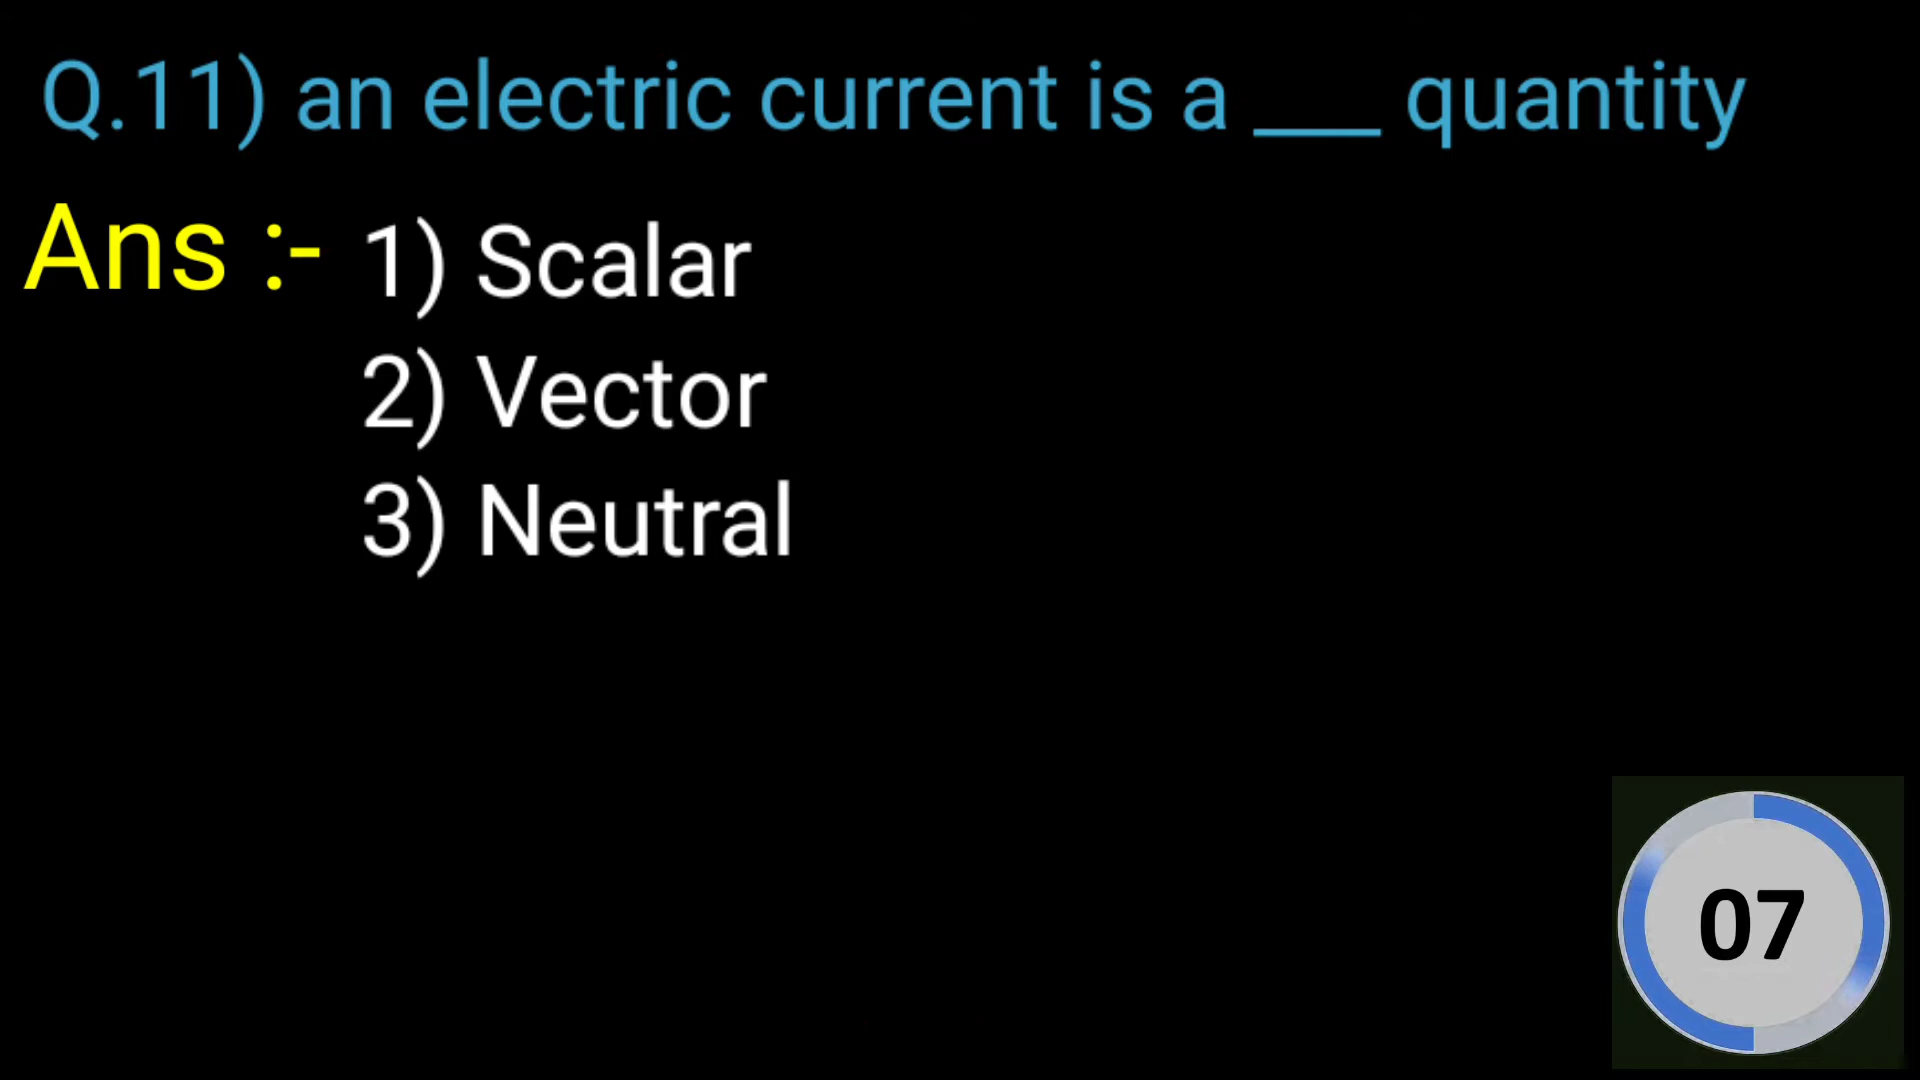 Q.11) an electric current is a ___ quantity
Ans :- 1) Scalar
2) Vector
3) Neutral
07